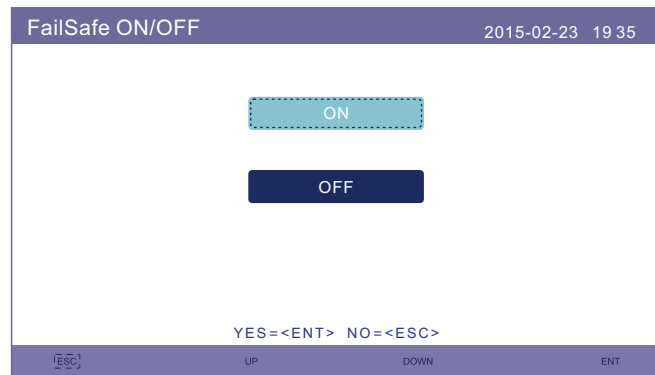 FailSafe ON/OFF 2015-02-23 19 35
ON
OFF
YES=<ENT> NO=<ESC>
ESC UP DOWN ENT